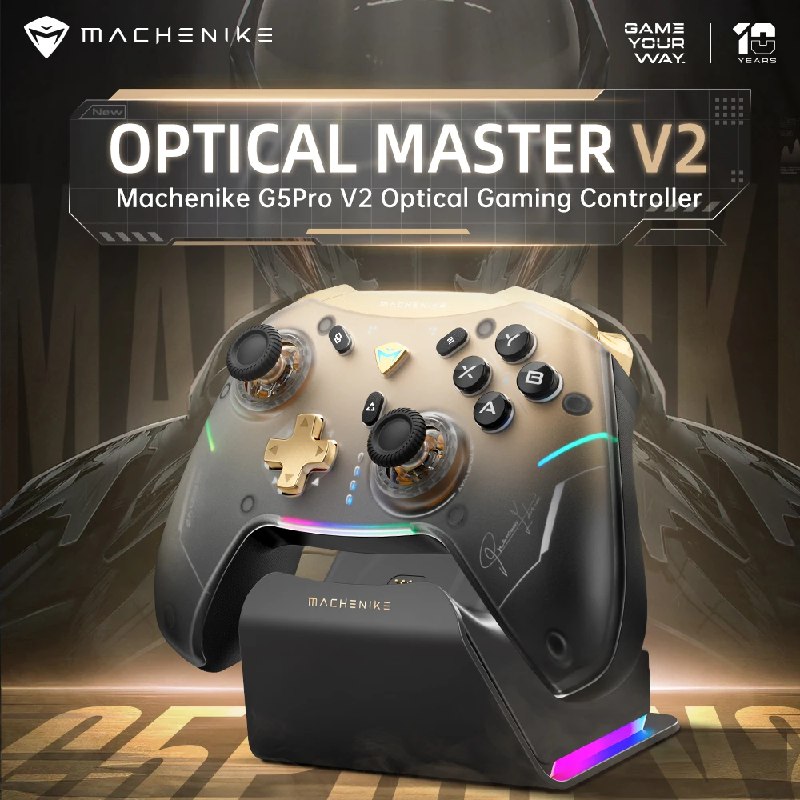 MACHENIKE
GAME
YOUR
WAY.
10
YEARS
New
OPTICAL MASTER V2
Machenike G5Pro V2 Optical Gaming Controller
MACHENIKE
Y
X
B
A
MACHENIKE